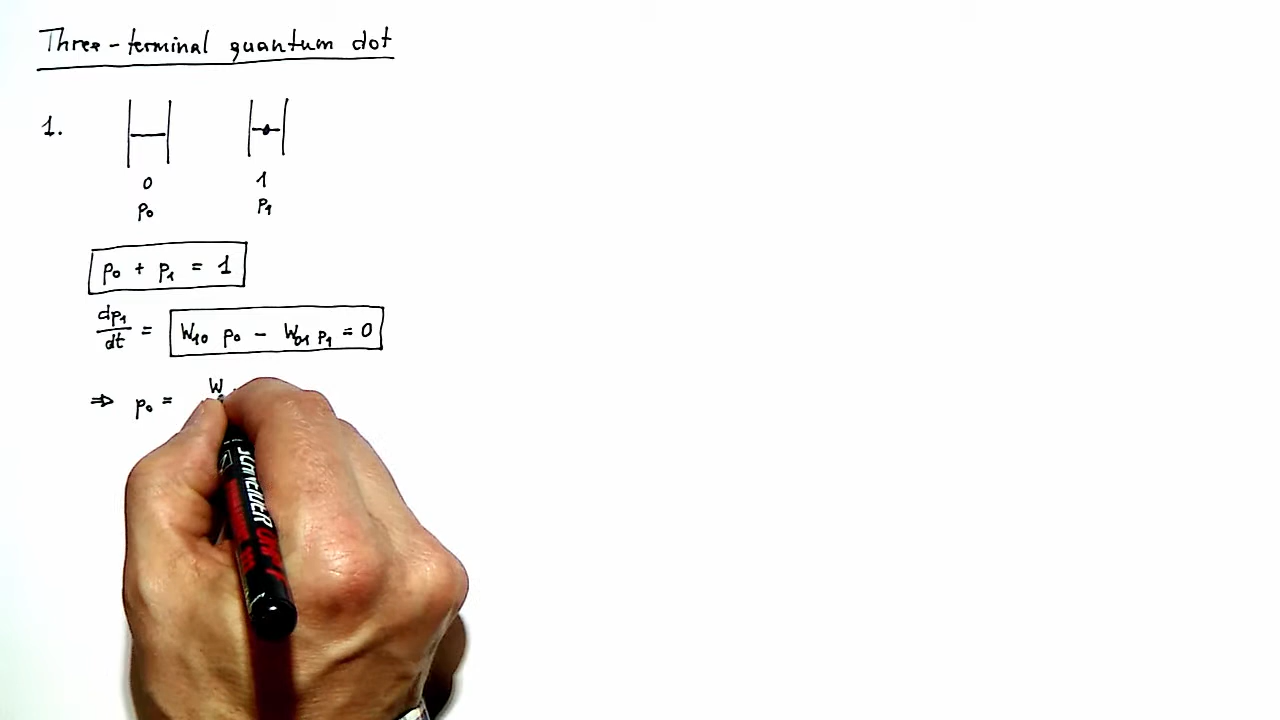 Three-terminal quantum dot
1.
0 1
p₀ p₁
p₀ + p₁ = 1
dp₁/dt = W₁₀ p₀ - W₀₁ p₁ = 0
⇒ p₀ = W
SCHNEIDER